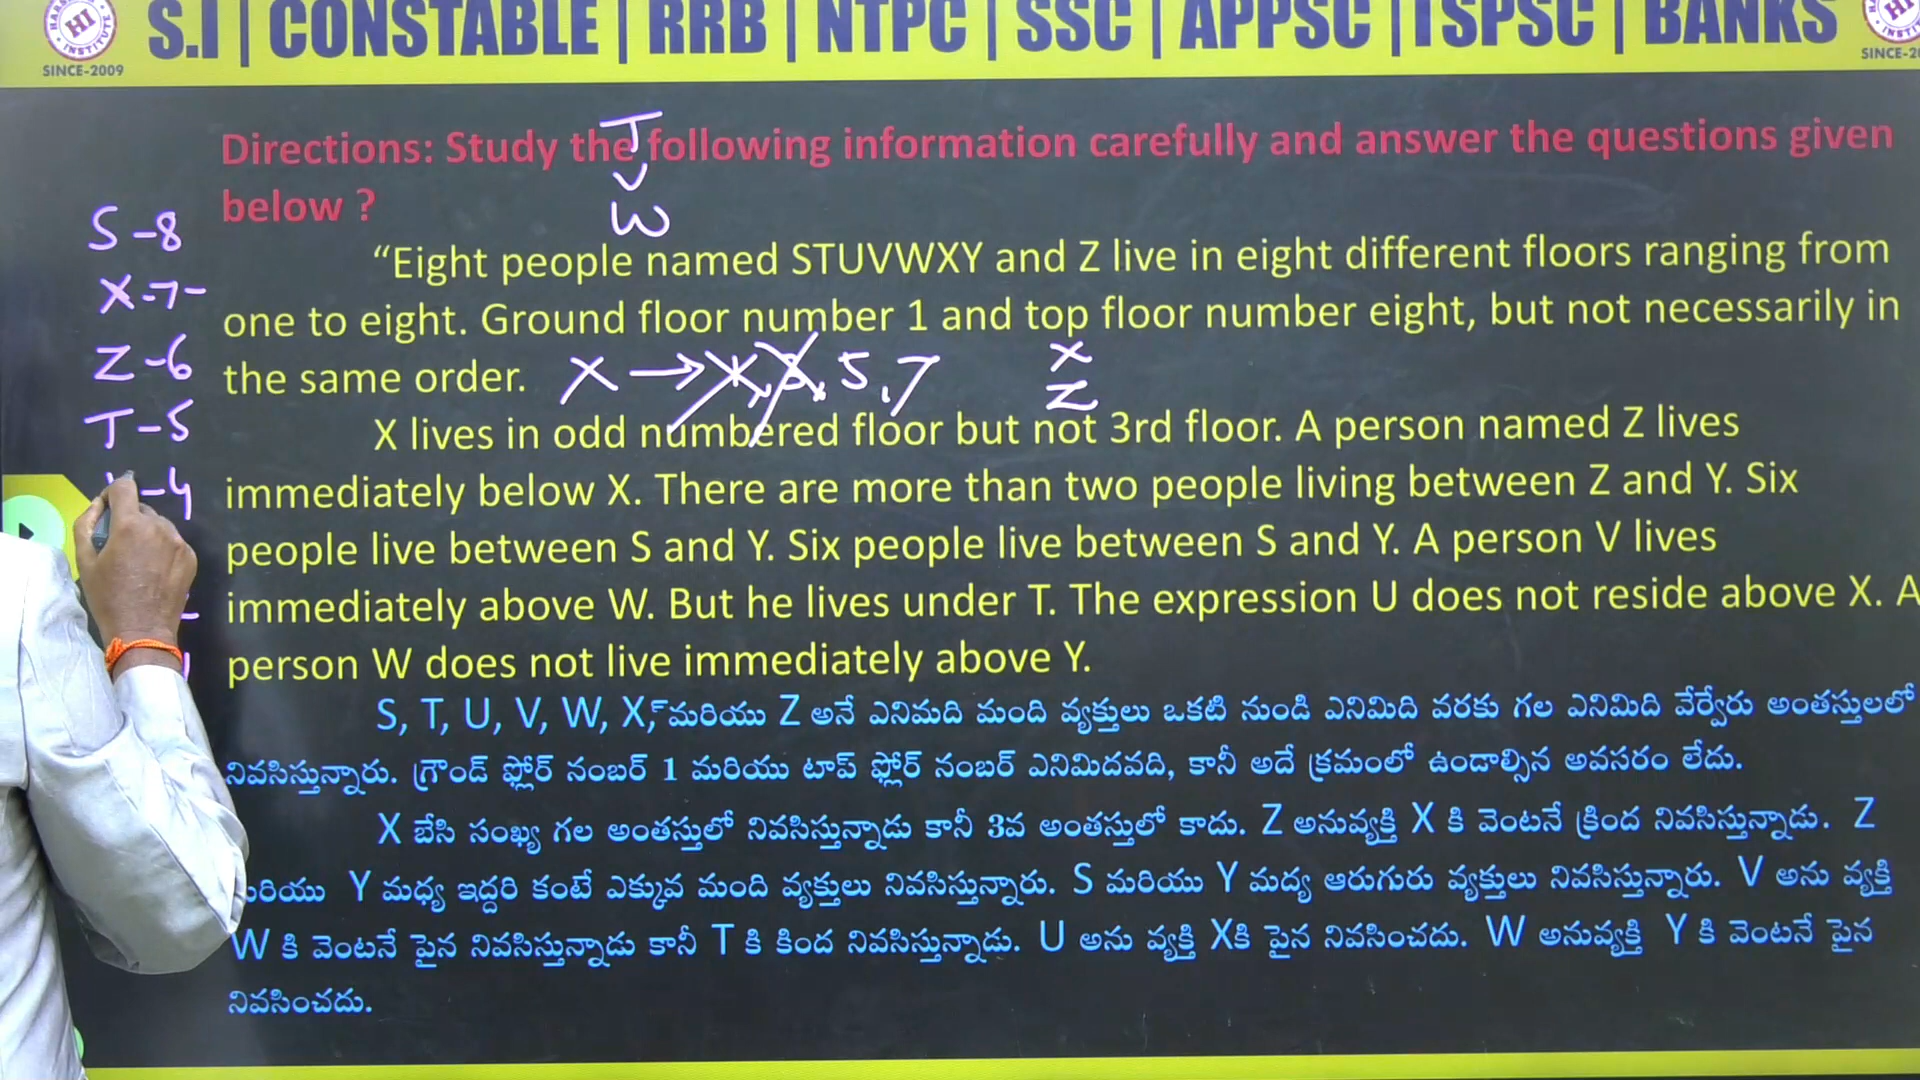 S.I | CONSTABLE | RRB | NTPC | SSC | APPSC | TSPSC | BANKS
HI
INSTITUTE
SINCE-2009
Directions: Study the following information carefully and answer the questions given
below ?
T
V
W
S-8
X-7-
Z-6
T-5
-4
"Eight people named STUVWXY and Z live in eight different floors ranging from
one to eight. Ground floor number 1 and top floor number eight, but not necessarily in
the same order.
X → 5, 7
X
Z
X lives in odd numbered floor but not 3rd floor. A person named Z lives
immediately below X. There are more than two people living between Z and Y. Six
people live between S and Y. Six people live between S and Y. A person V lives
immediately above W. But he lives under T. The expression U does not reside above X. A
person W does not live immediately above Y.
S, T, U, V, W, X, మరియు Z అనే ఎనిమది మంది వ్యక్తులు ఒకటి నుండి ఎనిమిది వరకు గల ఎనిమిది వేర్వేరు అంతస్తులలో
నివసిస్తున్నారు. గ్రౌండ్ ఫ్లోర్ నంబర్ 1 మరియు టాప్ ఫ్లోర్ నంబర్ ఎనిమిదవది, కానీ అదే క్రమంలో ఉండాల్సిన అవసరం లేదు.
X బేసి సంఖ్య గల అంతస్తులో నివసిస్తున్నాడు కానీ 3వ అంతస్తులో కాదు. Z అనువ్యక్తి X కి వెంటనే క్రింద నివసిస్తున్నాడు. Z
మరియు Y మధ్య ఇద్దరి కంటే ఎక్కువ మంది వ్యక్తులు నివసిస్తున్నారు. S మరియు Y మద్య ఆరుగురు వ్యక్తులు నివసిస్తున్నారు. V అను వ్యక్తి
W కి వెంటనే పైన నివసిస్తున్నాడు కానీ T కి కింద నివసిస్తున్నాడు. U అను వ్యక్తి Xకి పైన నివసించదు. W అనువ్యక్తి Y కి వెంటనే పైన
నివసించదు.